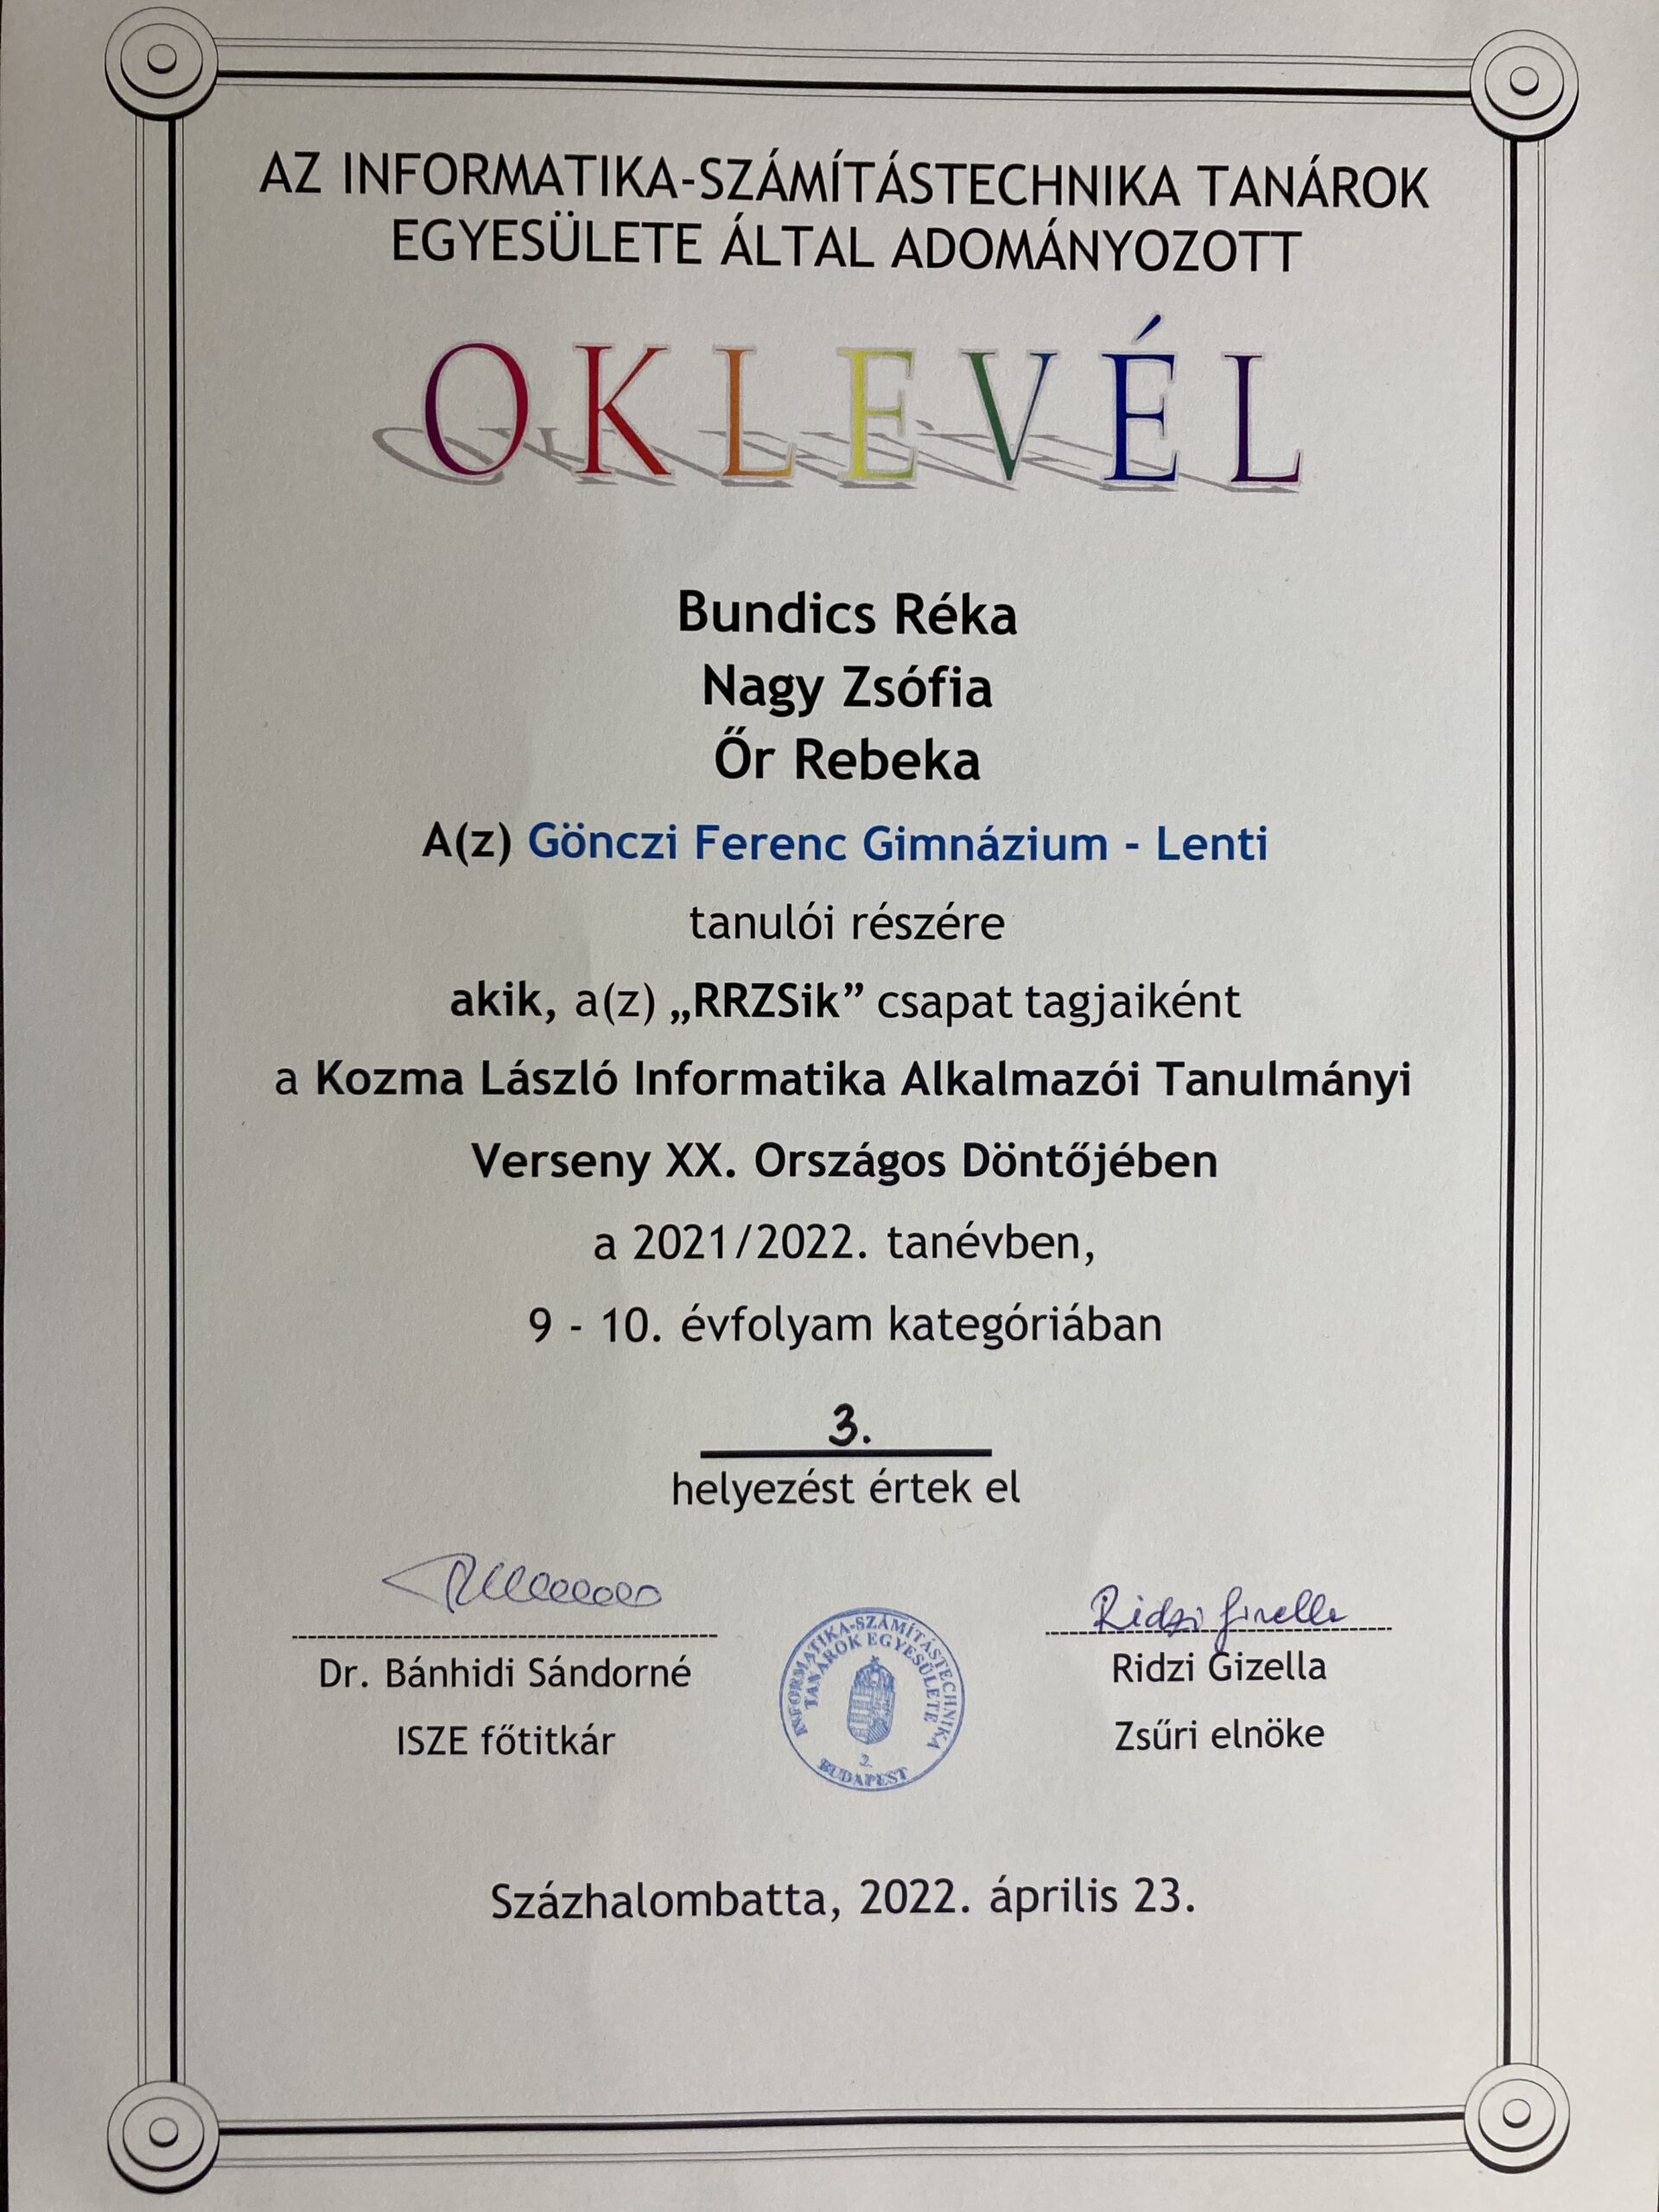 AZ INFORMATIKA-SZÁMÍTÁSTECHNIKA TANÁROK
EGYESÜLETE ÁLTAL ADOMÁNYOZOTT
OKLEVÉL
Bundics Réka
Nagy Zsófia
Őr Rebeka
A(z) Gönczi Ferenc Gimnázium - Lenti
tanulói részére
akik, a(z) „RRZSik” csapat tagjaiként
a Kozma László Informatika Alkalmazói Tanulmányi
Verseny XX. Országos Döntőjében
a 2021/2022. tanévben,
9 - 10. évfolyam kategóriában
3.
helyezést értek el
Ridzi Gizella
Dr. Bánhidi Sándorné
ISZE főtitkár
INFORMATIKA-SZÁMÍTÁSTECHNIKA
TANÁROK EGYESÜLETE
2.
BUDAPEST
Ridzi Gizella
Zsűri elnöke
Százhalombatta, 2022. április 23.